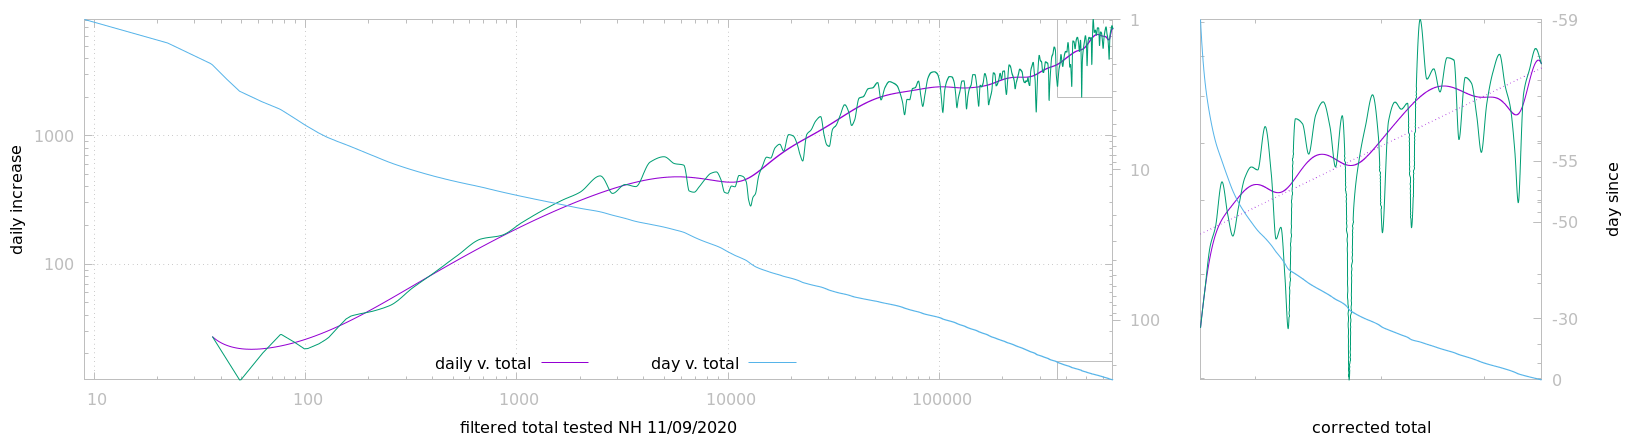 daily increase
1000
100
10
100
1000
10000
100000
filtered total tested NH 11/09/2020
daily v. total
day v. total
1
10
100
-59
-55
-50
-30
0
day since
corrected total